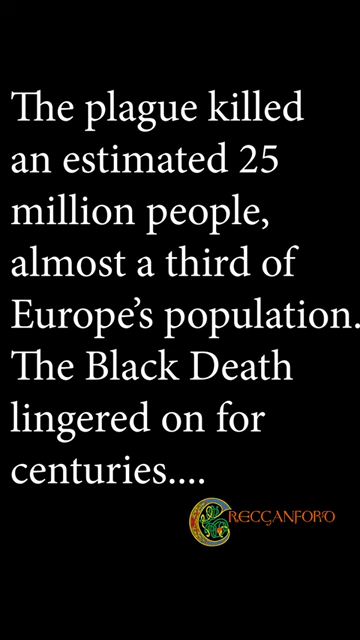 The plague killed
an estimated 25
million people,
almost a third of
Europe's population.
The Black Death
lingered on for
centuries....
CREGGANFORD